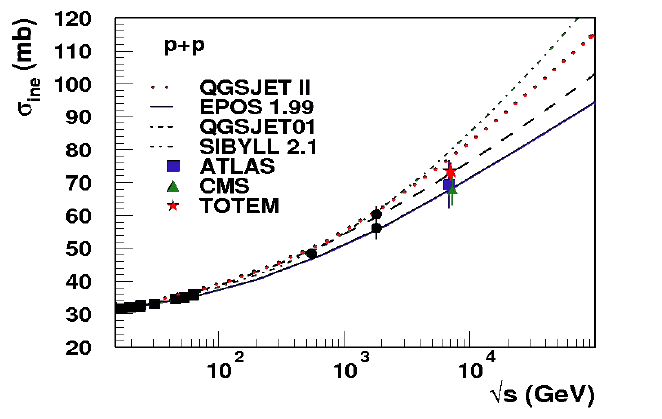 120
110
100
90
80
70
60
50
40
30
20
σine (mb)
p+p
QGSJET II
EPOS 1.99
QGSJET01
SIBYLL 2.1
ATLAS
CMS
TOTEM
10²
10³
10⁴
√s (GeV)